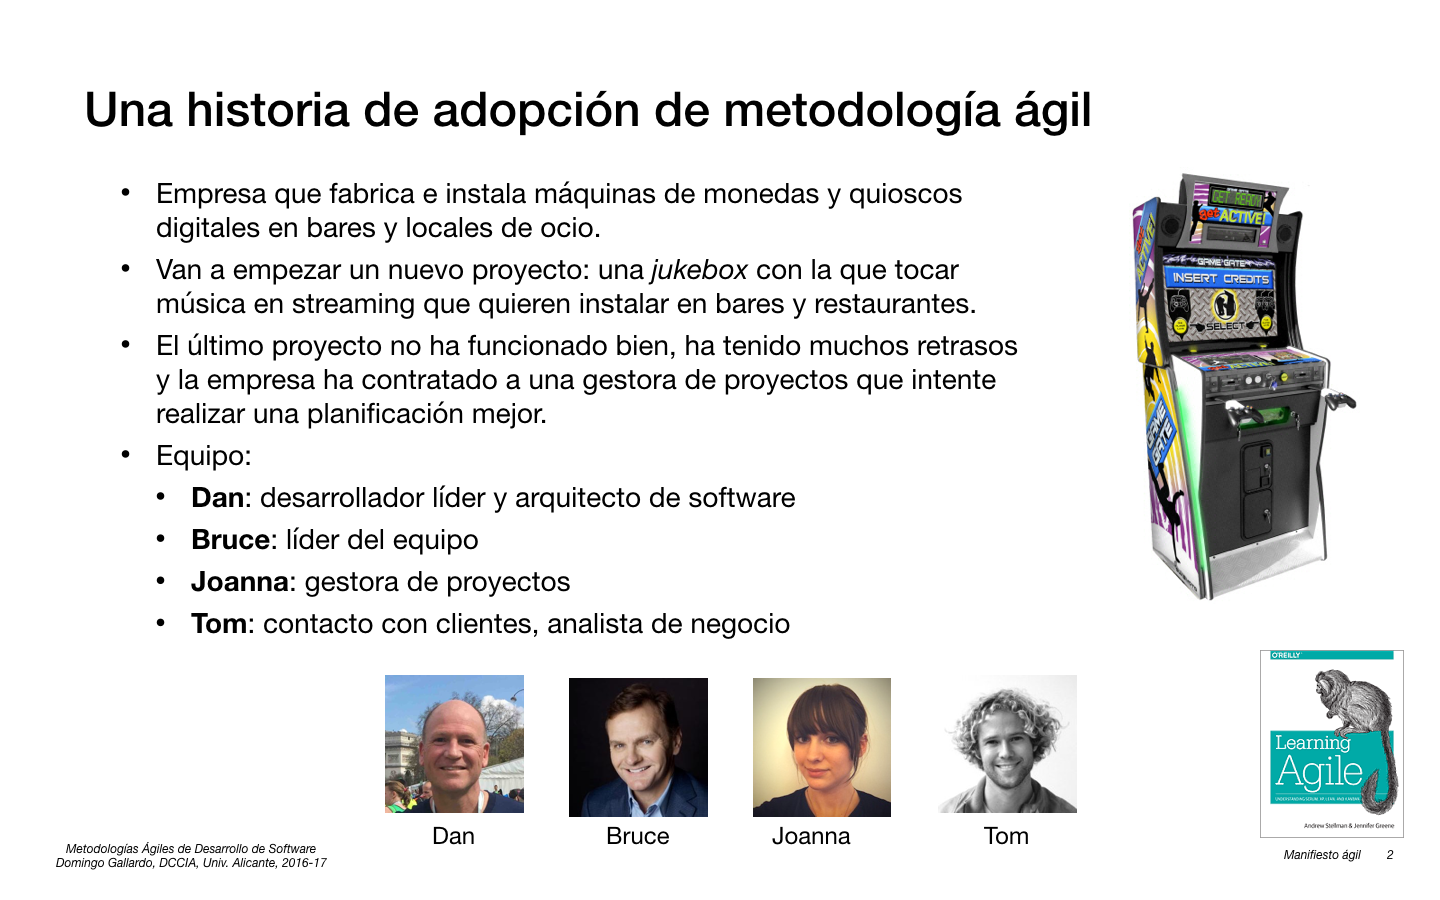 Una historia de adopción de metodología ágil
• Empresa que fabrica e instala máquinas de monedas y quioscos
digitales en bares y locales de ocio.
• Van a empezar un nuevo proyecto: una jukebox con la que tocar
música en streaming que quieren instalar en bares y restaurantes.
• El último proyecto no ha funcionado bien, ha tenido muchos retrasos
y la empresa ha contratado a una gestora de proyectos que intente
realizar una planificación mejor.
• Equipo:
• Dan: desarrollador líder y arquitecto de software
• Bruce: líder del equipo
• Joanna: gestora de proyectos
• Tom: contacto con clientes, analista de negocio
GET READY
get ACTIVE!
GAME GATE
INSERT CREDITS
SELECT
GAME
GATE
Dan
Bruce
Joanna
Tom
O'REILLY
Learning
Agile
UNDERSTANDING SCRUM, XP, LEAN, AND KANBAN
Andrew Stellman & Jennifer Greene
Metodologías Ágiles de Desarrollo de Software
Domingo Gallardo, DCCIA, Univ. Alicante, 2016-17
Manifiesto ágil 2